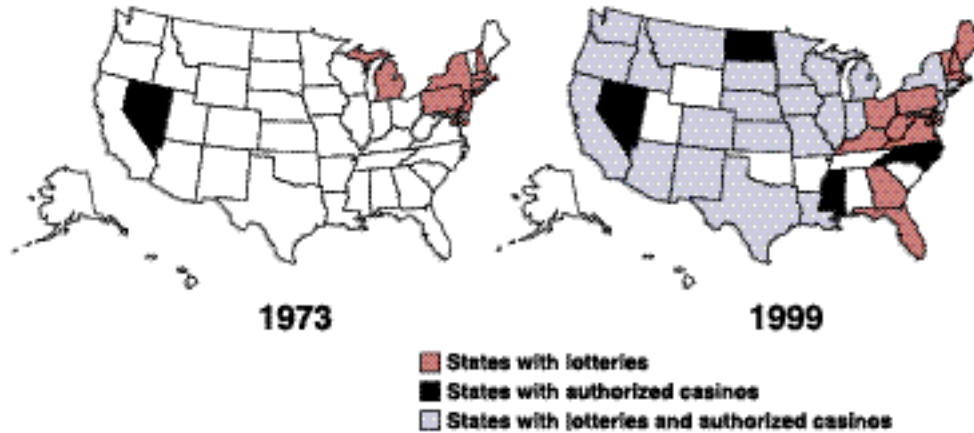 1973
1999
States with lotteries
States with authorized casinos
States with lotteries and authorized casinos